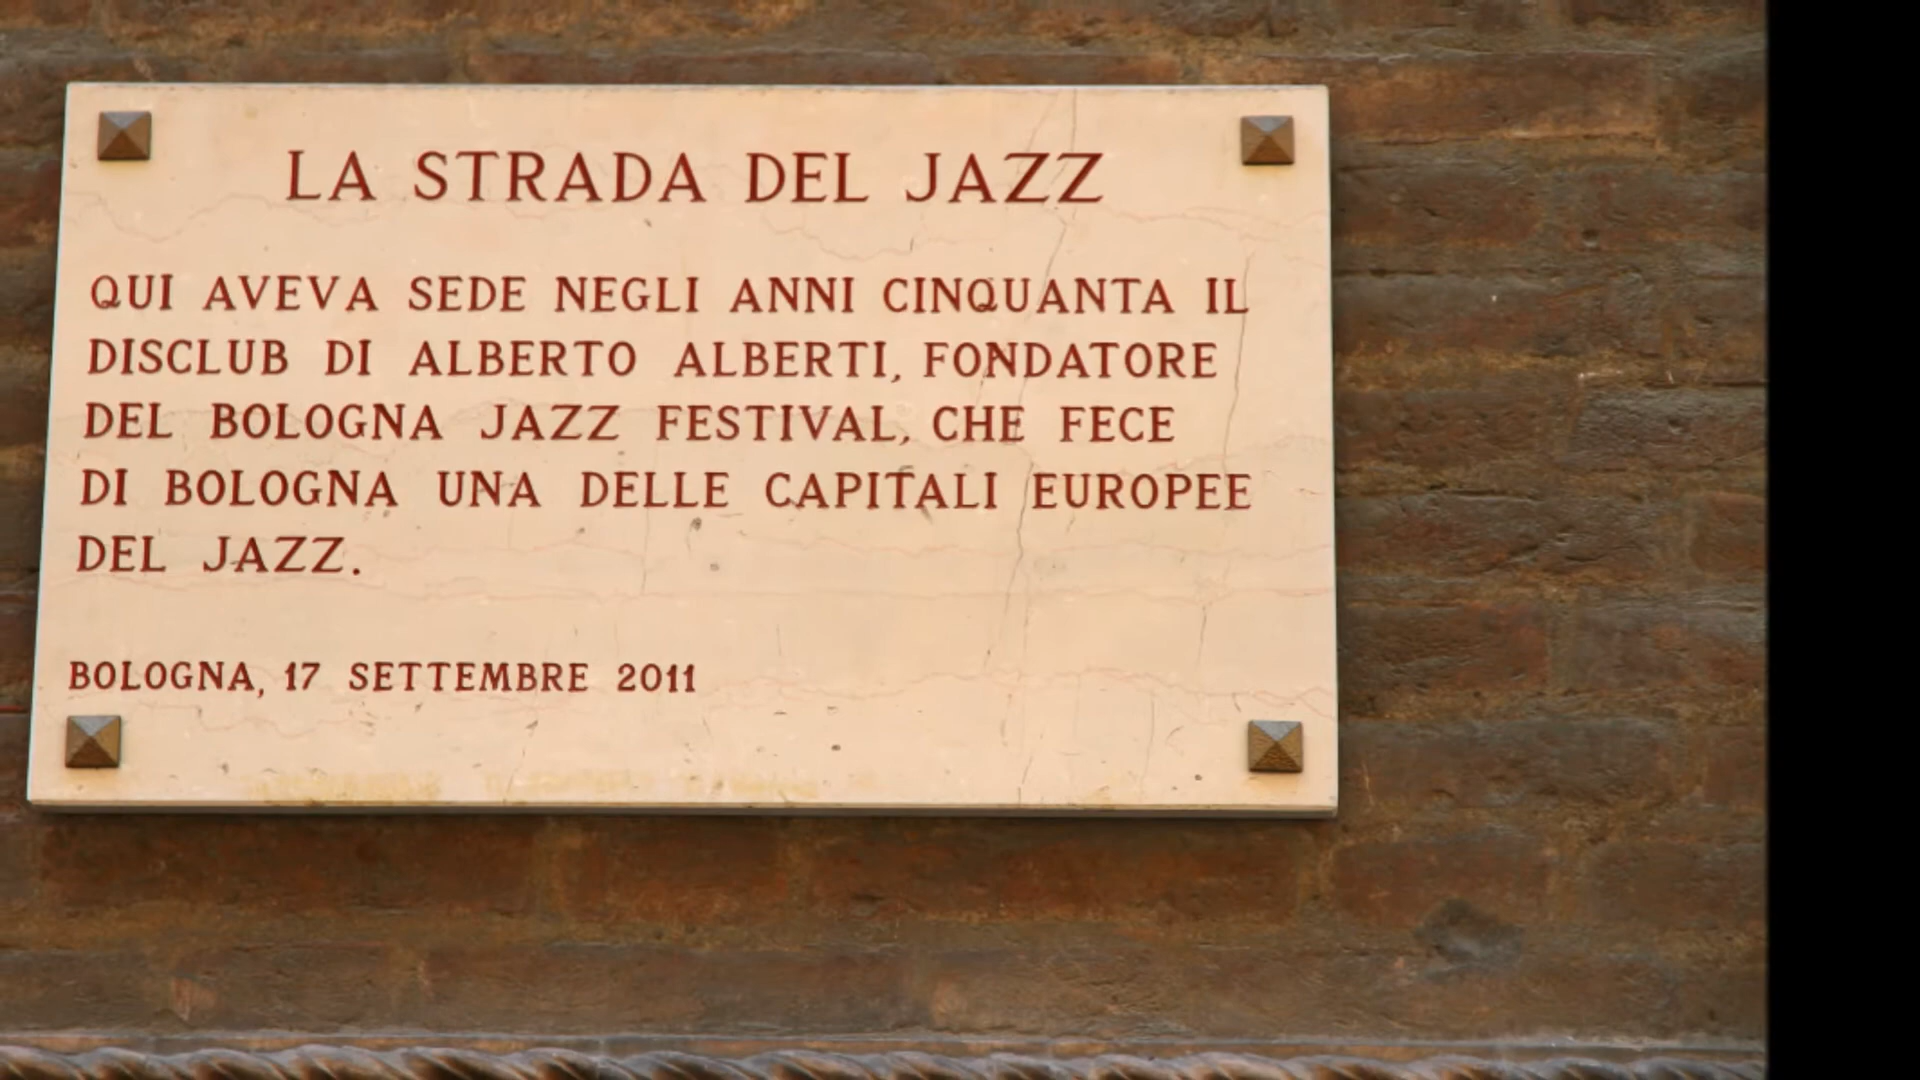 LA STRADA DEL JAZZ
QUI AVEVA SEDE NEGLI ANNI CINQUANTA IL
DISCLUB DI ALBERTO ALBERTI, FONDATORE
DEL BOLOGNA JAZZ FESTIVAL, CHE FECE
DI BOLOGNA UNA DELLE CAPITALI EUROPEE
DEL JAZZ.
BOLOGNA, 17 SETTEMBRE 2011